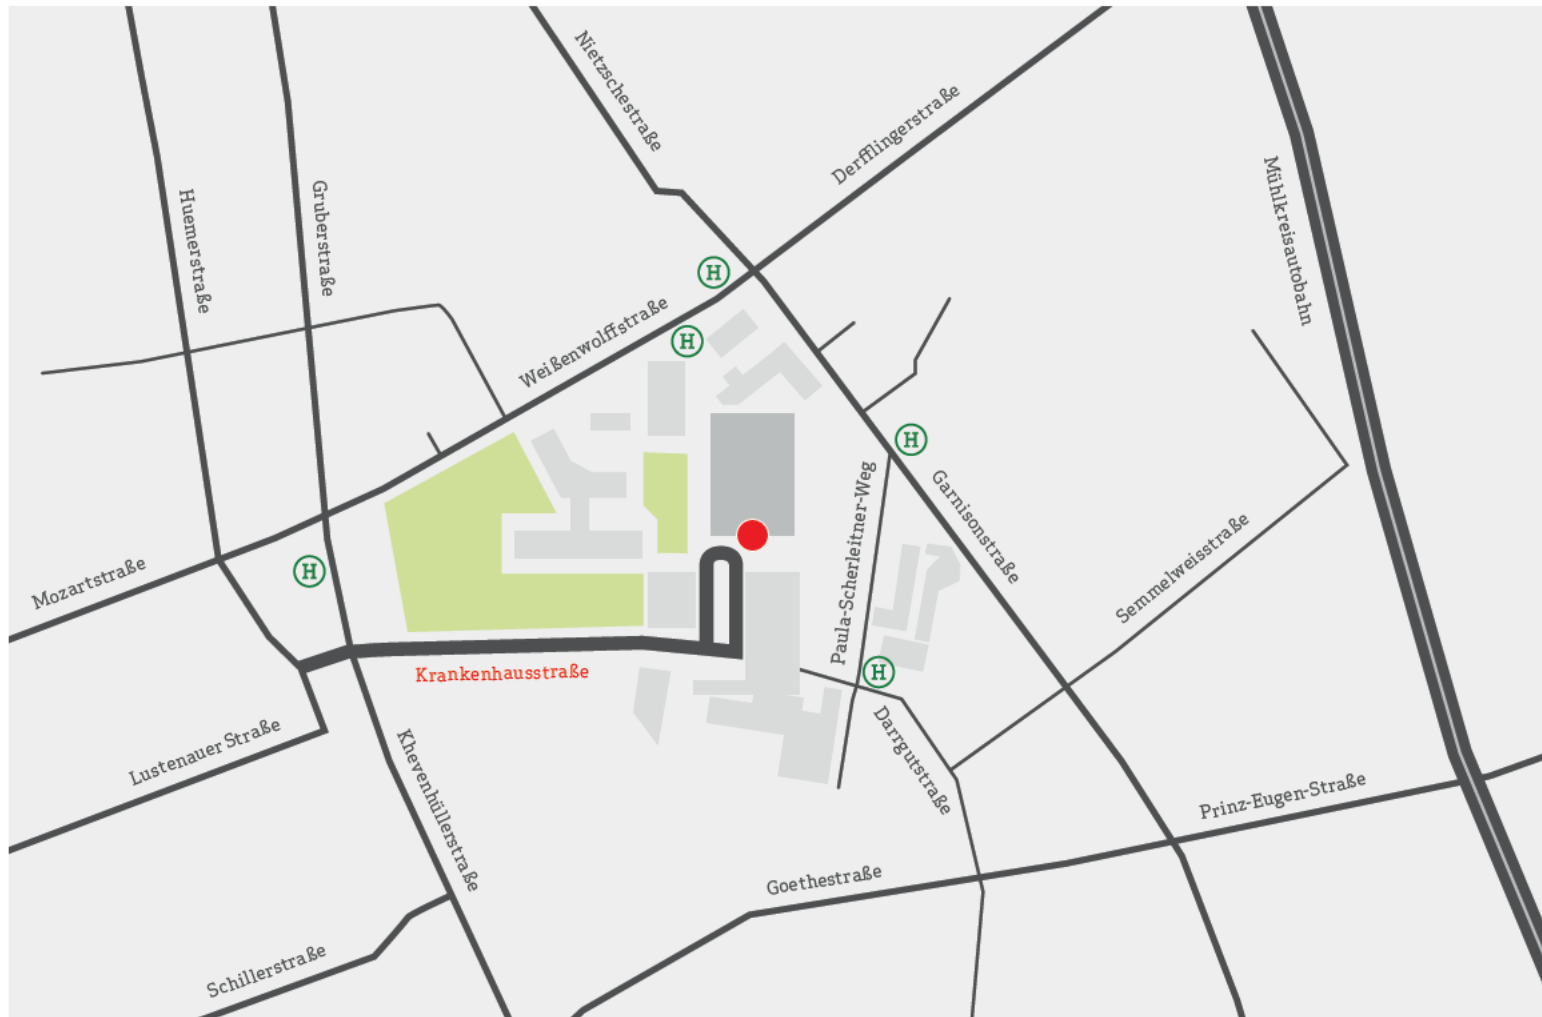 Nietzschestraße
Derfflingerstraße
Mühlkreisautobahn
Huemerstraße
Gruberstraße
H
Weißenwolffstraße
H
H
Paula-Scherleitner-Weg
Garnisonstraße
Semmelweisstraße
Mozartstraße
H
Krankenhausstraße
H
Lustenauer Straße
Khevenhüllerstraße
Darrgutstraße
Prinz-Eugen-Straße
Goethestraße
Schillerstraße